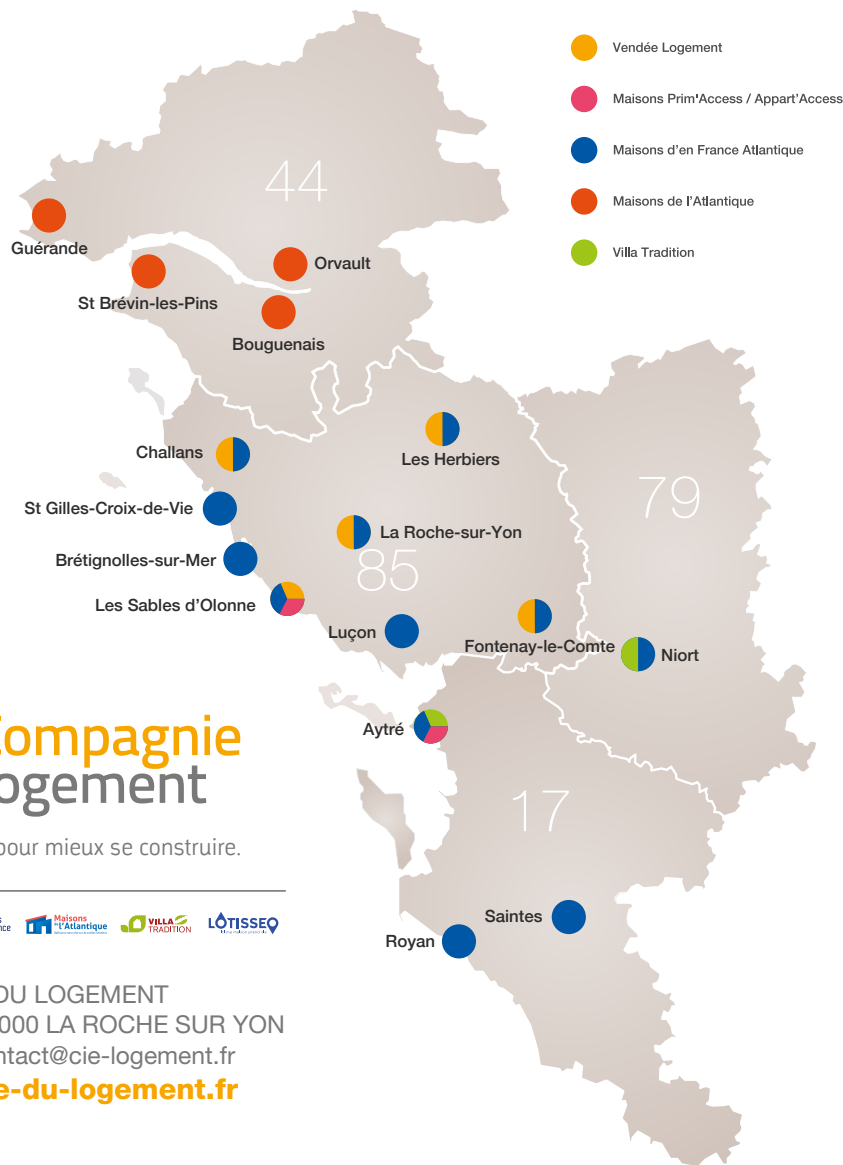 Vendée Logement
Maisons Prim'Access / Appart'Access
Maisons d'en France Atlantique
Maisons de l'Atlantique
Villa Tradition
44
Guérande
Orvault
St Brévin-les-Pins
Bouguenais
Challans
Les Herbiers
79
St Gilles-Croix-de-Vie
La Roche-sur-Yon
Brétignolles-sur-Mer
85
Les Sables d'Olonne
Luçon
Fontenay-le-Comte
Niort
Aytré
17
Saintes
Royan
Compagnie
ogement
pour mieux se construire.
Maisons
de l'Atlantique
VILLA
TRADITION
LOTISSEO
DU LOGEMENT
000 LA ROCHE SUR YON
ntact@cie-logement.fr
e-du-logement.fr